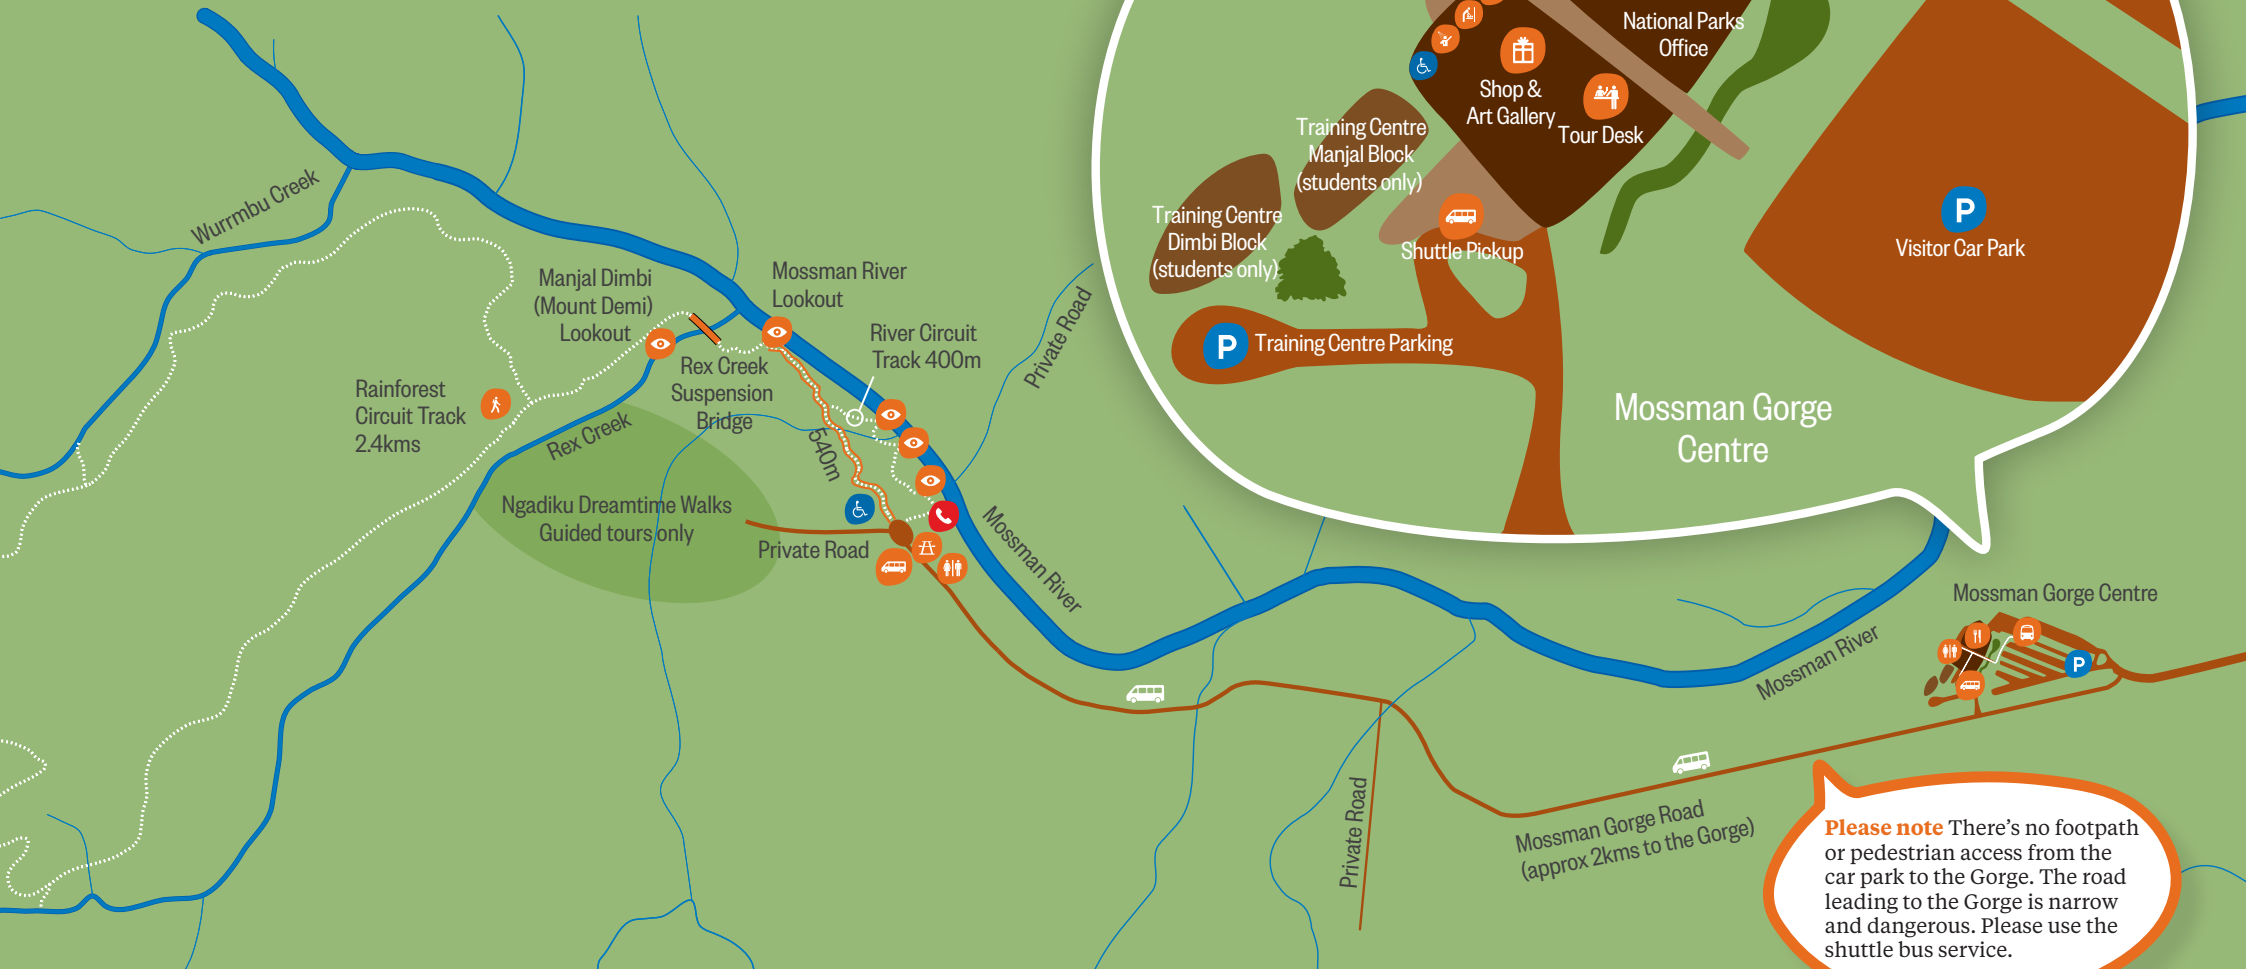 National Parks
Office
Shop &
Art Gallery
Tour Desk
Training Centre
Manjal Block
(students only)
Training Centre
Dimbi Block
(students only)
Shuttle Pickup
P
Visitor Car Park
P
Training Centre Parking
Mossman Gorge
Centre
Wurrmbu Creek
Manjal Dimbi
(Mount Demi)
Lookout
Mossman River
Lookout
River Circuit
Track 400m
Private Road
Rex Creek
Suspension
Bridge
Rainforest
Circuit Track
2.4kms
Rex Creek
540m
Ngadiku Dreamtime Walks
Guided tours only
Private Road
Mossman River
Mossman Gorge Centre
P
Mossman River
Private Road
Mossman Gorge Road
(approx 2kms to the Gorge)
Please note There's no footpath
or pedestrian access from the
car park to the Gorge. The road
leading to the Gorge is narrow
and dangerous. Please use the
shuttle bus service.